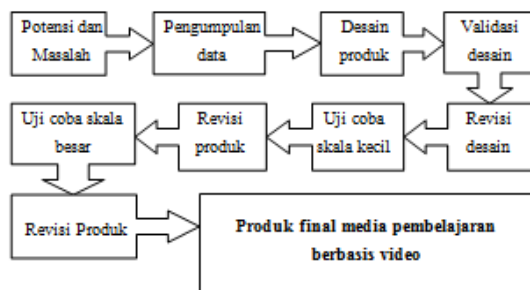 Potensi dan
Masalah
Pengumpulan
data
Desain
produk
Validasi
desain
Revisi
desain
Uji coba
skala kecil
Revisi
produk
Uji coba skala
besar
Revisi Produk
Produk final media pembelajaran
berbasis video